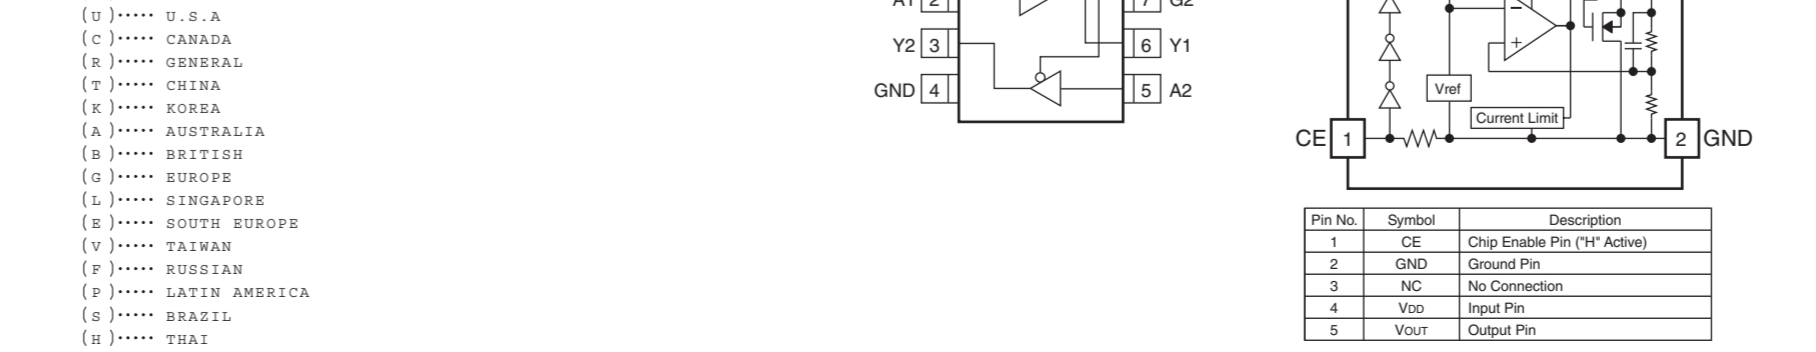 (U)••••• U.S.A
(C)••••• CANADA
(R)••••• GENERAL
(T)••••• CHINA
(K)••••• KOREA
(A)••••• AUSTRALIA
(B)••••• BRITISH
(G)••••• EUROPE
(L)••••• SINGAPORE
(E)••••• SOUTH EUROPE
(V)••••• TAIWAN
(F)••••• RUSSIAN
(P)••••• LATIN AMERICA
(S)••••• BRAZIL
(H)••••• THAI
A1 2 7 G2
Y2 3 6 Y1
GND 4 5 A2
−
+
Vref
Current Limit
CE 1 2 GND
Pin No. Symbol Description
1 CE Chip Enable Pin ("H" Active)
2 GND Ground Pin
3 NC No Connection
4 VDD Input Pin
5 VOUT Output Pin